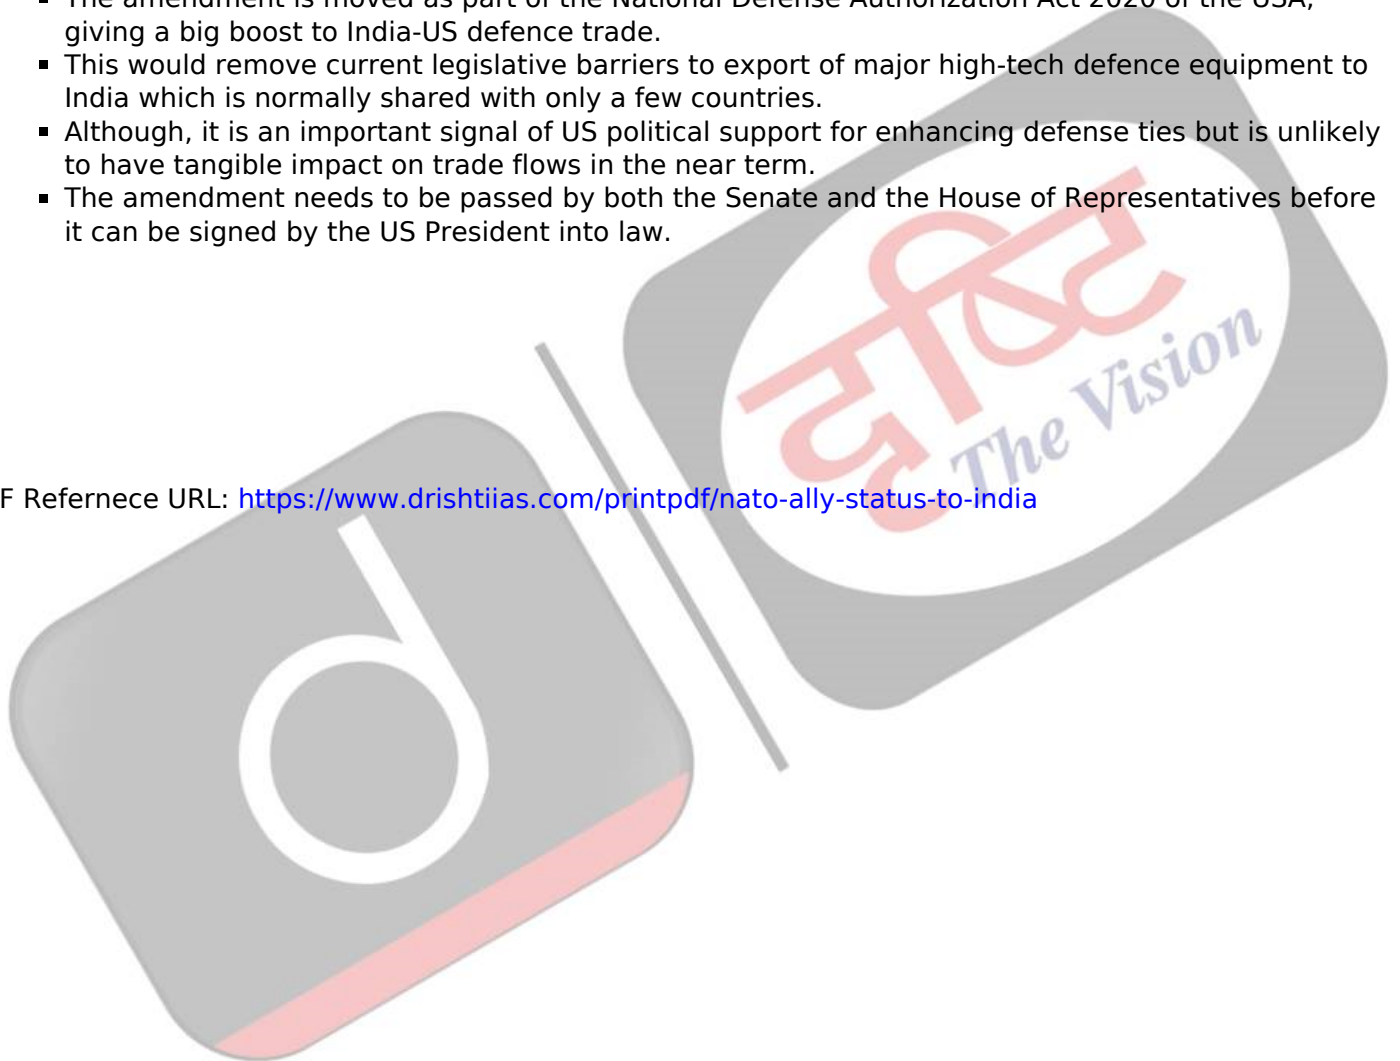 The amendment is moved as part of the National Defense Authorization Act 2020 of the USA,
giving a big boost to India-US defence trade.
▪ This would remove current legislative barriers to export of major high-tech defence equipment to
India which is normally shared with only a few countries.
▪ Although, it is an important signal of US political support for enhancing defense ties but is unlikely
to have tangible impact on trade flows in the near term.
▪ The amendment needs to be passed by both the Senate and the House of Representatives before
it can be signed by the US President into law.
दृष्टि
The Vision
F Refernece URL: https://www.drishtiias.com/printpdf/nato-ally-status-to-india
d